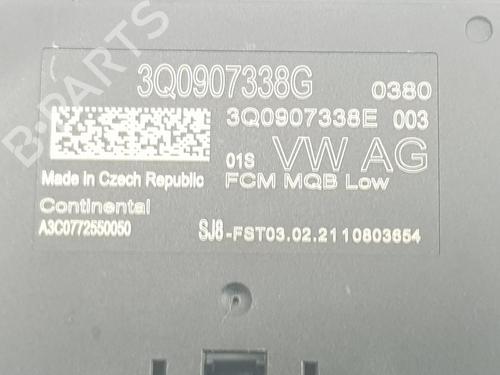 3Q0907338G 0380
3Q0907338E 003
01S VW AG
Made in Czech Republic FCM MQB Low
Continental
A3C0772550050 SJ8-FST03.02.2110803654
B-PARTS